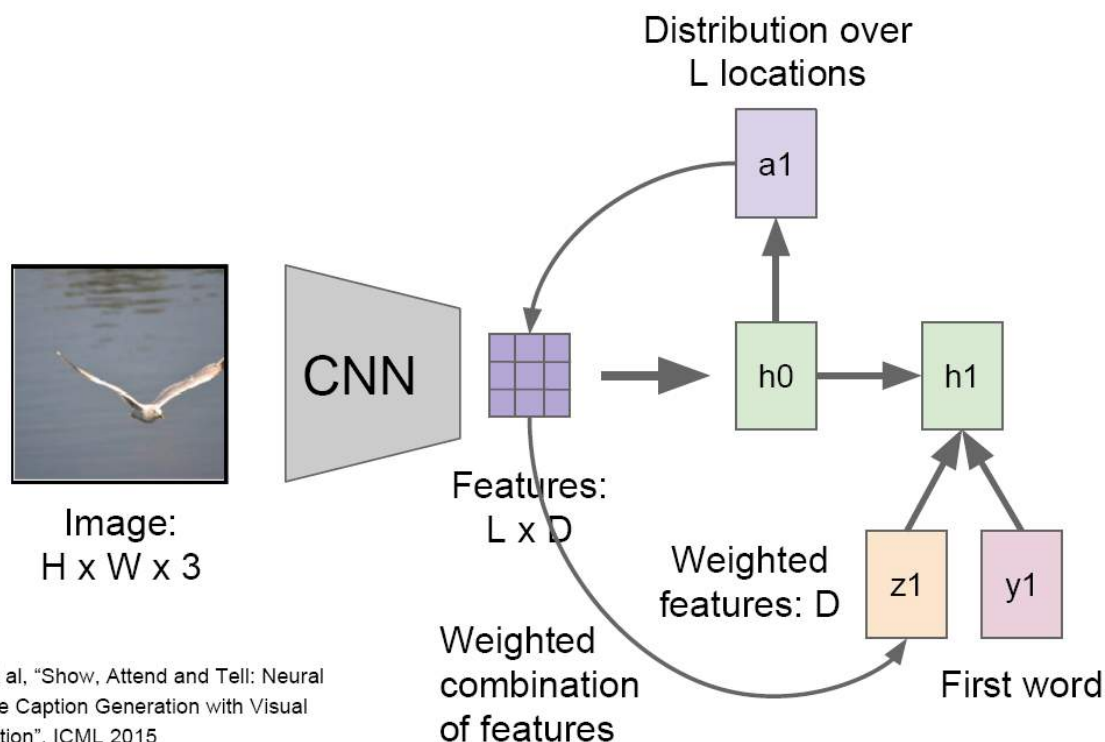 Distribution over
L locations
a1
CNN
h0
h1
Features:
L x D
Image:
H x W x 3
Weighted
features: D
z1
y1
First word
Weighted
combination
of features
al, “Show, Attend and Tell: Neural
e Caption Generation with Visual
tion”, ICML 2015